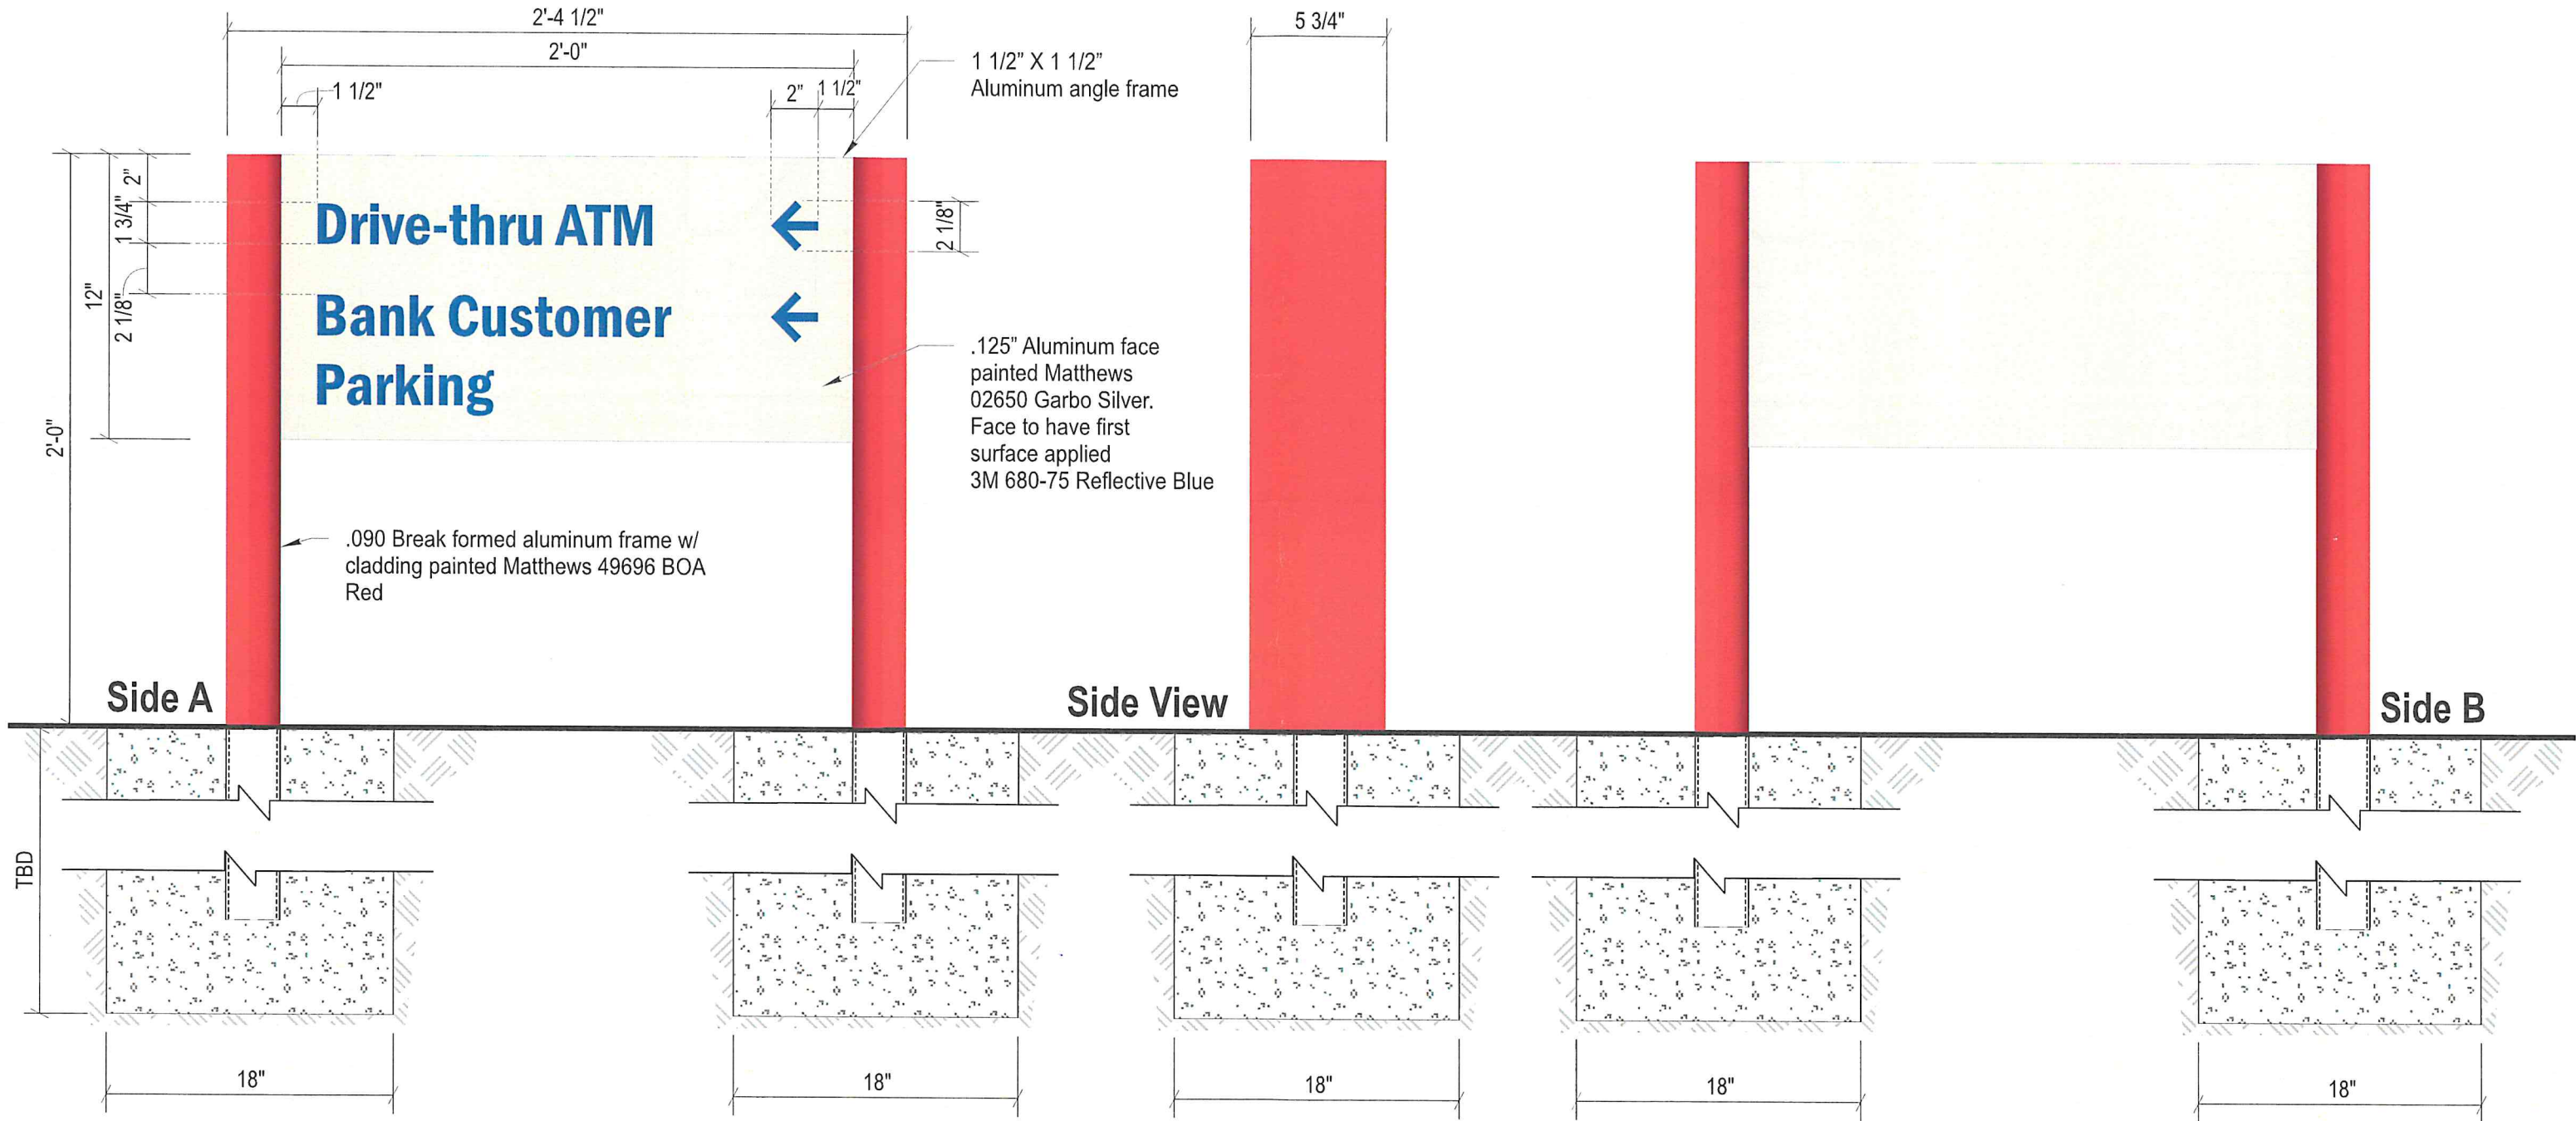 2'-4 1/2"
2'-0"
1 1/2"
2"
1 1/2"
1 1/2" X 1 1/2"
Aluminum angle frame
5 3/4"
2'-0"
12"
2"
1 3/4"
2 1/8"
Drive-thru ATM
Bank Customer
Parking
2 1/8"
.125" Aluminum face
painted Matthews
02650 Garbo Silver.
Face to have first
surface applied
3M 680-75 Reflective Blue
.090 Break formed aluminum frame w/
cladding painted Matthews 49696 BOA
Red
Side A
Side View
Side B
TBD
18"
18"
18"
18"
18"